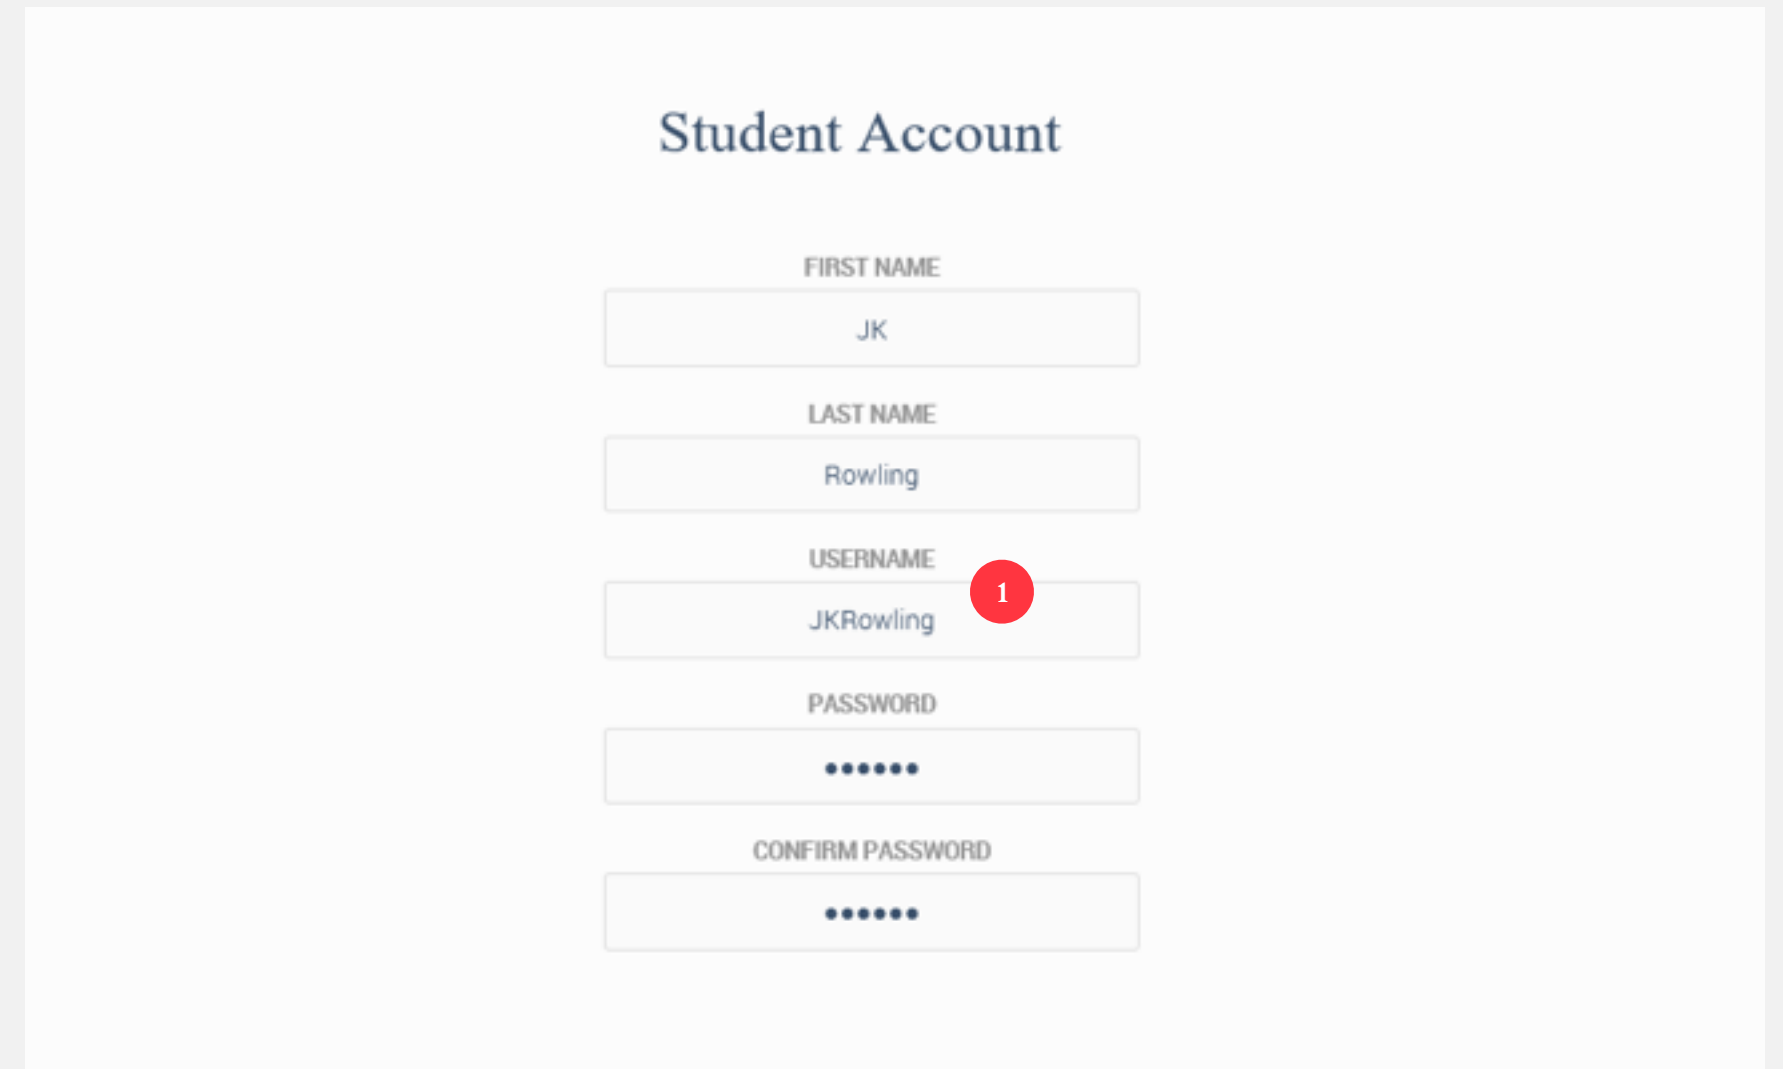 Student Account
FIRST NAME
JK
LAST NAME
Rowling
USERNAME
1
JKRowling
PASSWORD
••••••
CONFIRM PASSWORD
••••••